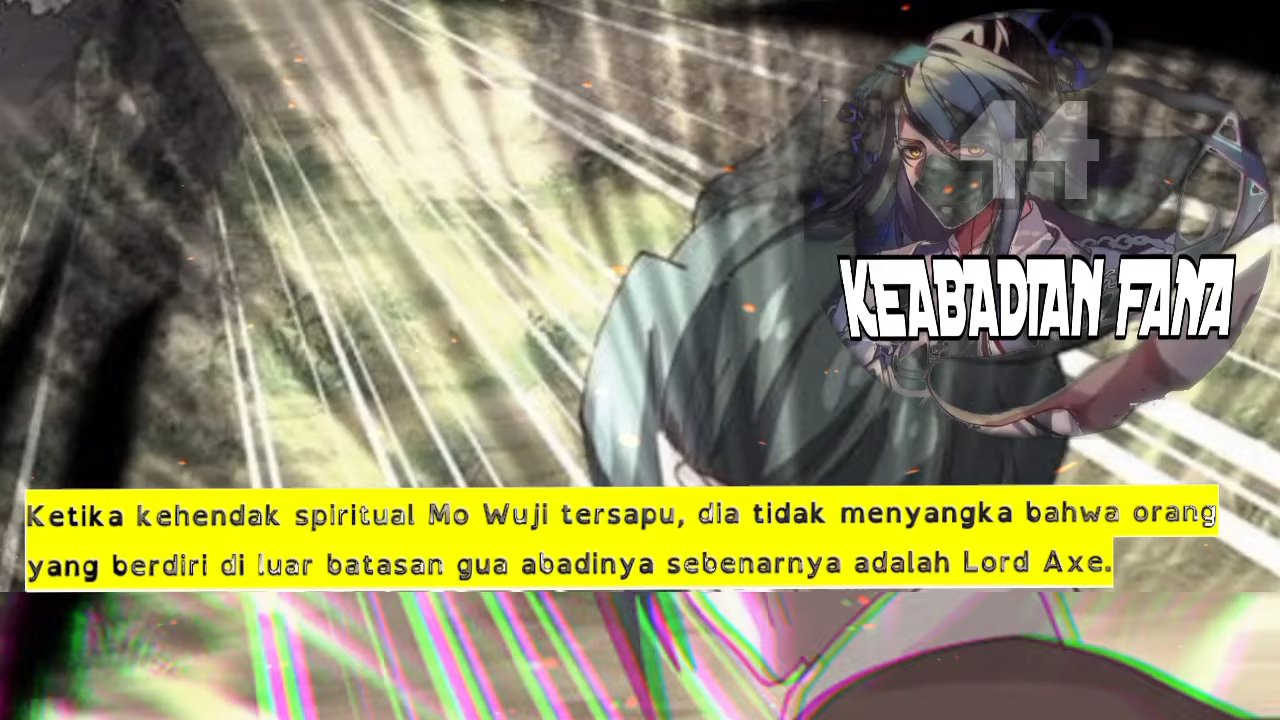 44
KEABADIAN FANA
Ketika kehendak spiritual Mo Wuji tersapu, dia tidak menyangka bahwa orang
yang berdiri di luar batasan gua abadinya sebenarnya adalah Lord Axe.